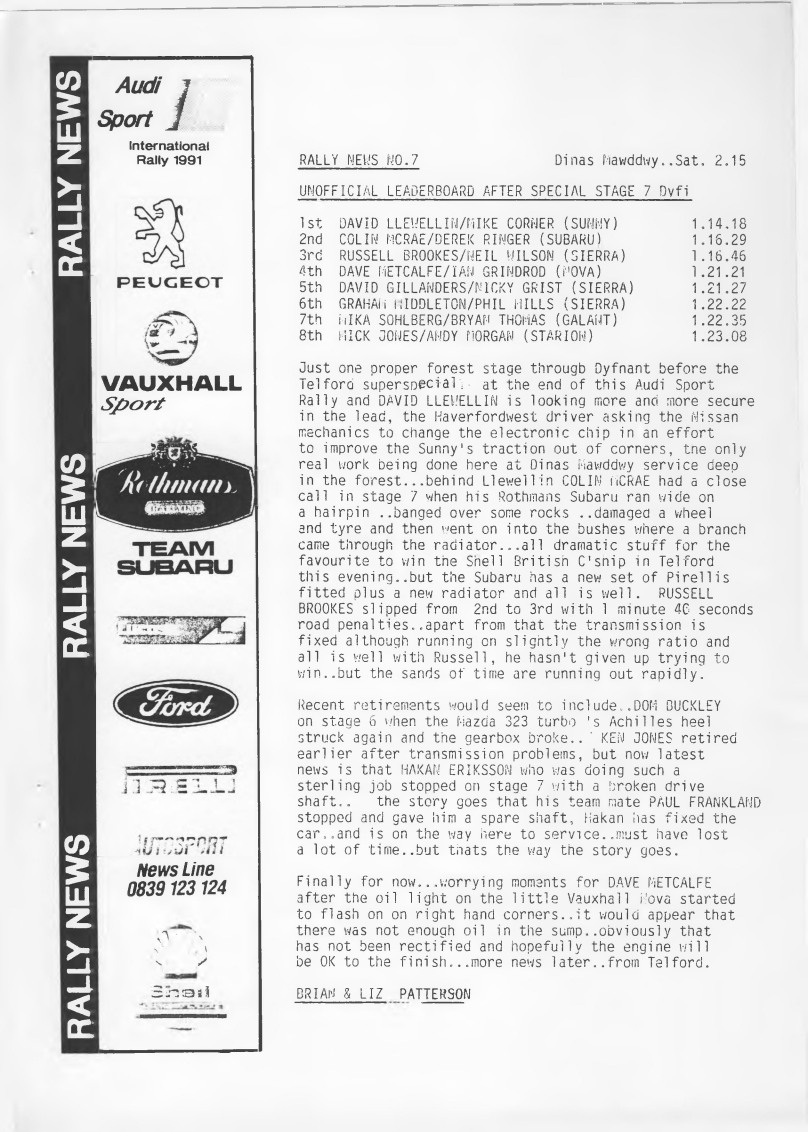 RALLY NEWS
RALLY NEWS
RALLY NEWS
Audi
Sport
International
Rally 1991
PEUGEOT
VAUXHALL
Sport
Rothmans
RALLYING
TEAM
SUBARU
Ford
PIRELLI
AUTOSPORT
News Line
0839 123 124
Shell
RALLY NEWS NO.7 Dinas Mawddwy..Sat. 2.15
UNOFFICIAL LEADERBOARD AFTER SPECIAL STAGE 7 Dyfi
1st DAVID LLEWELLIN/MIKE CORNER (SUNNY) 1.14.18
2nd COLIN MCRAE/DEREK RINGER (SUBARU) 1.16.29
3rd RUSSELL BROOKES/NEIL WILSON (SIERRA) 1.16.46
4th DAVE METCALFE/IAN GRINDROD (NOVA) 1.21.21
5th DAVID GILLANDERS/NICKY GRIST (SIERRA) 1.21.27
6th GRAHAM MIDDLETON/PHIL MILLS (SIERRA) 1.22.22
7th MIKA SOHLBERG/BRYAN THOMAS (GALANT) 1.22.35
8th MICK JONES/ANDY MORGAN (STARION) 1.23.08
Just one proper forest stage through Dyfnant before the
Telford superspecial. at the end of this Audi Sport
Rally and DAVID LLEWELLIN is looking more and more secure
in the lead, the Haverfordwest driver asking the Nissan
mechanics to change the electronic chip in an effort
to improve the Sunny's traction out of corners, tne only
real work being done here at Dinas Mawddwy service deep
in the forest...behind Llewellin COLIN MCRAE had a close
call in stage 7 when his Rothmans Subaru ran wide on
a hairpin ..banged over some rocks ..damaged a wheel
and tyre and then went on into the bushes where a branch
came through the radiator...all dramatic stuff for the
favourite to win the Shell British C'snip in Telford
this evening..but the Subaru has a new set of Pirellis
fitted plus a new radiator and all is well. RUSSELL
BROOKES slipped from 2nd to 3rd with 1 minute 40 seconds
road penalties..apart from that the transmission is
fixed although running on slightly the wrong ratio and
all is well with Russell, he hasn't given up trying to
win..but the sands of time are running out rapidly.
Recent retirements would seem to include..DOM BUCKLEY
on stage 6 when the Mazda 323 turbo 's Achilles heel
struck again and the gearbox broke.. KEN JONES retired
earlier after transmission problems, but now latest
news is that HAKAN ERIKSSON who was doing such a
sterling job stopped on stage 7 with a broken drive
shaft.. the story goes that his team mate PAUL FRANKLAND
stopped and gave him a spare shaft, Hakan has fixed the
car..and is on the way here to service..must have lost
a lot of time..but thats the way the story goes.
Finally for now...worrying moments for DAVE METCALFE
after the oil light on the little Vauxhall Nova started
to flash on on right hand corners..it would appear that
there was not enough oil in the sump..obviously that
has not been rectified and hopefully the engine will
be OK to the finish...more news later..from Telford.
BRIAN & LIZ PATTERSON